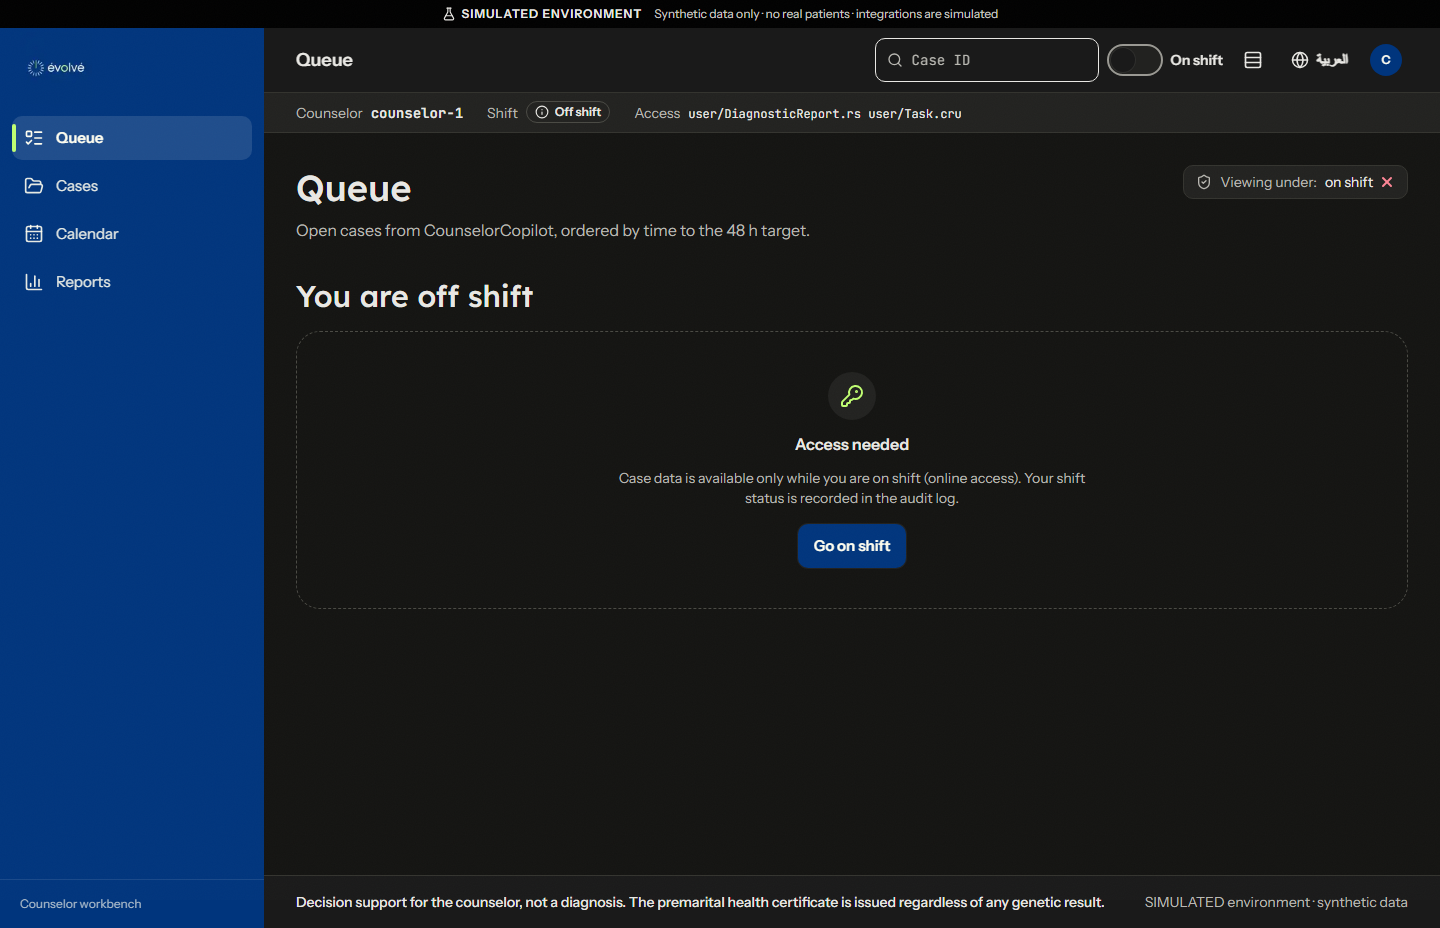 SIMULATED ENVIRONMENT Synthetic data only · no real patients · integrations are simulated
évolvé
Queue
Case ID
On shift
العربية
C
Counselor counselor-1 Shift Off shift Access user/DiagnosticReport.rs user/Task.cru
Queue
Cases
Calendar
Reports
Queue
Viewing under: on shift
Open cases from CounselorCopilot, ordered by time to the 48 h target.
You are off shift
Access needed
Case data is available only while you are on shift (online access). Your shift
status is recorded in the audit log.
Go on shift
Counselor workbench
Decision support for the counselor, not a diagnosis. The premarital health certificate is issued regardless of any genetic result.
SIMULATED environment · synthetic data